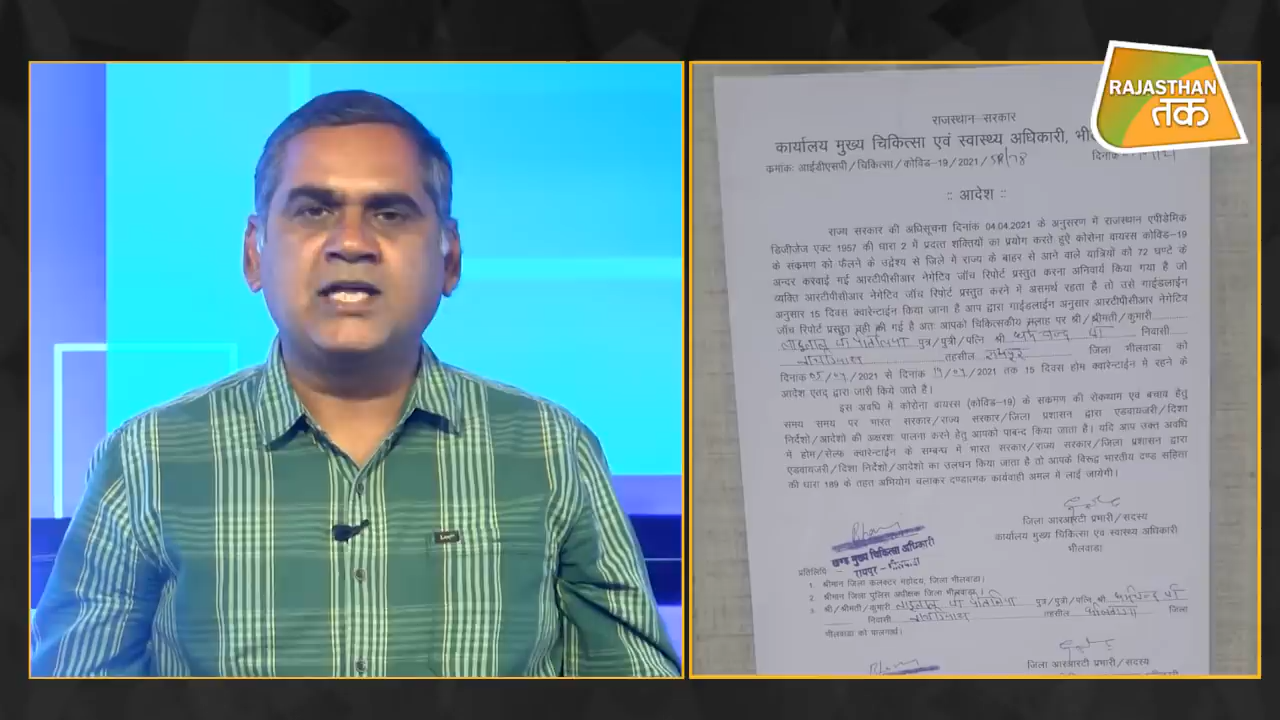 RAJASTHAN
तक
राजस्थान-सरकार
कार्यालय मुख्य चिकित्सा एवं स्वास्थ्य अधिकारी,
कमांकः आईडीएसपी/चिकित्सा/कोविड-19/2021/
:: आदेश ::
राज्य सरकार की अधिसूचना दिनांक 04.04.2021 के अनुसरण में राजस्थान एपीडेमिक
डिजीजेज एक्ट 1957 की धारा 2 में प्रदत्त शक्तियों का प्रयोग करते हुऐ कोरोना वायरस कोविड-19
के संक्रमण को फैलने के उद्वेश्य से जिले मे राज्य के बाहर से आने वाले यात्रियों को 72 घण्टे के
अन्दर करवाई गई आरटीपीसीआर नेगेटिव जॉच रिपोर्ट प्रस्तुत करना अनिवार्य किया गया है जो
व्यक्ति आरटीपीसीआर नेगेटिव जॉच रिपोर्ट प्रस्तुत करने में असमर्थ रहता है तो उसे गाईडलाईन
अनुसार 15 दिवस क्वारेन्टाईन किया जाना है आप द्वारा गाईडलाईन अनुसार आरटीपीसीआर नेगेटिव
जॉच रिपोर्ट प्रस्तुत नही की गई है अतः आपको चिकित्सकीय सलाह पर श्री/श्रीमती/कुमारी
पुत्र/पुत्री/पत्नि श्री निवासी
तहसील रायपुर जिला भीलवाडा को
दिनांक /2021 से दिनांक /2021 तक 15 दिवस होम क्वारेन्टाईन में रहने के
आदेश एतद् द्वारा जारी किये जाते है।
इस अवधि में कोरोना वायरस (कोविड-19) के संकमण की रोकथाम एवं बचाव हेतु
समय समय पर भारत सरकार/राज्य सरकार/जिला प्रशासन द्वारा एडवायजरी/दिशा
निर्देशो/आदेशो की अक्षरश पालना करने हेतु आपको पाबन्द किया जाता है। यदि आप उक्त अवधि
में होम/सेल्फ क्वारेन्टाईन के सम्बन्ध में भारत सरकार/राज्य सरकार/जिला प्रशासन द्वारा
एडवायजरी/दिशा निर्देशो/आदेशो का उलघन किया जाता है तो आपके विरूद्ध भारतीय दण्ड सहिता
की धारा 189 के तहत अभियोग चलाकर दण्डात्मक कार्यवाही अमल मे लाई जायेगी।
जिला आरआरटी प्रभारी/सदस्य
कार्यालय मुख्य चिकित्सा एवं स्वास्थ्य अधिकारी
भीलवाडा
खण्ड मुख्य चिकित्सा अधिकारी
रायपुर - भीलवाडा
प्रतिलिपि -
1. श्रीमान जिला कलक्टर महोदय, जिला भीलवाडा।
2. श्रीमान जिला पुलिस अधीक्षक जिला भीलवाडा।
3. श्री/श्रीमती/कुमारी पुत्र/पुत्री/पत्नी श्री
निवासी तहसील जिला
भीलवाडा को पालनार्थ।
जिला आरआरटी प्रभारी/सदस्य